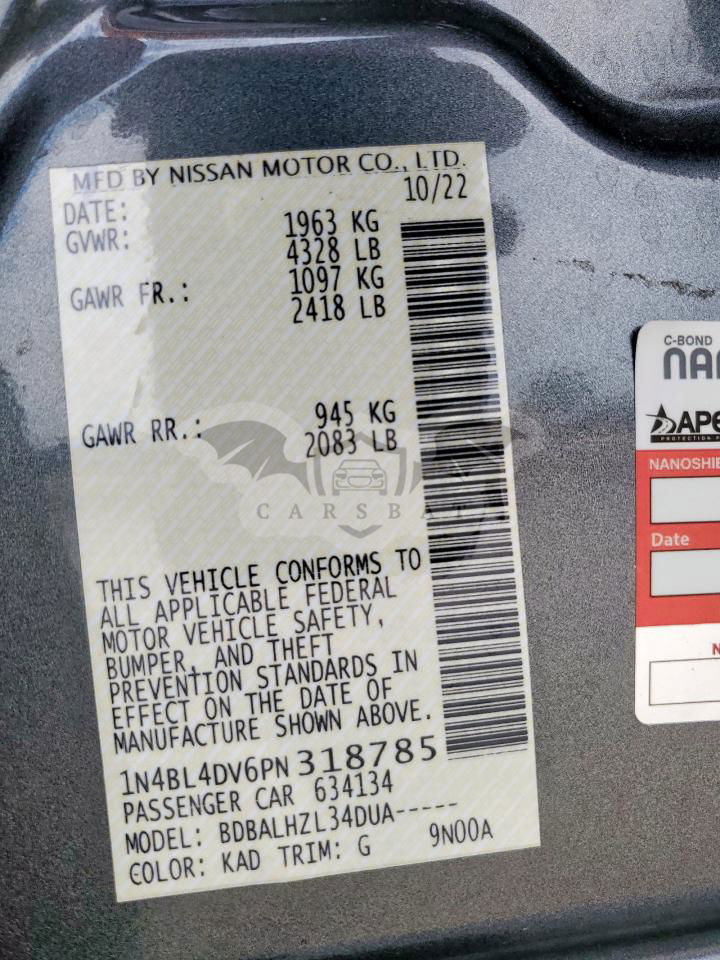 MFD BY NISSAN MOTOR CO., LTD.
DATE: 10/22
GVWR: 1963 KG
4328 LB
GAWR FR.: 1097 KG
2418 LB
GAWR RR.: 945 KG
2083 LB
CARSBAT
THIS VEHICLE CONFORMS TO
ALL APPLICABLE FEDERAL
MOTOR VEHICLE SAFETY,
BUMPER, AND THEFT
PREVENTION STANDARDS IN
EFFECT ON THE DATE OF
MANUFACTURE SHOWN ABOVE.
1N4BL4DV6PN318785
PASSENGER CAR 634134
MODEL: BDBALHZL34DUA-----
COLOR: KAD TRIM: G 9N00A
C-BOND
Date